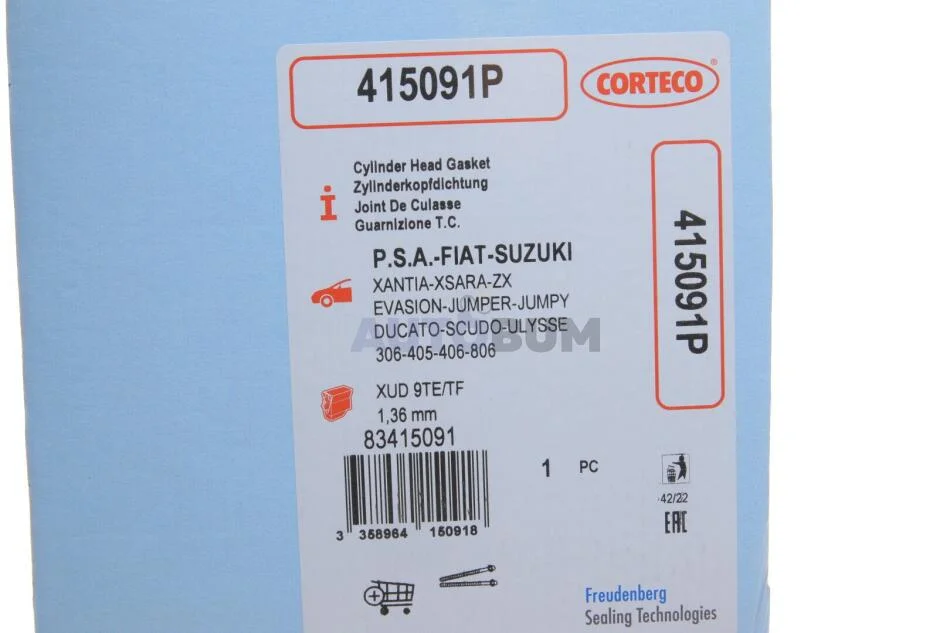 415091P
CORTECO®
Cylinder Head Gasket
Zylinderkopfdichtung
Joint De Culasse
Guarnizione T.C.
i
P.S.A.-FIAT-SUZUKI
XANTIA-XSARA-ZX
EVASION-JUMPER-JUMPY
DUCATO-SCUDO-ULYSSE
AUTOBUM
306-405-406-806
XUD 9TE/TF
1,36 mm
83415091
3 358964 150918
1 PC
42/22
EAC
415091P
Freudenberg
Sealing Technologies